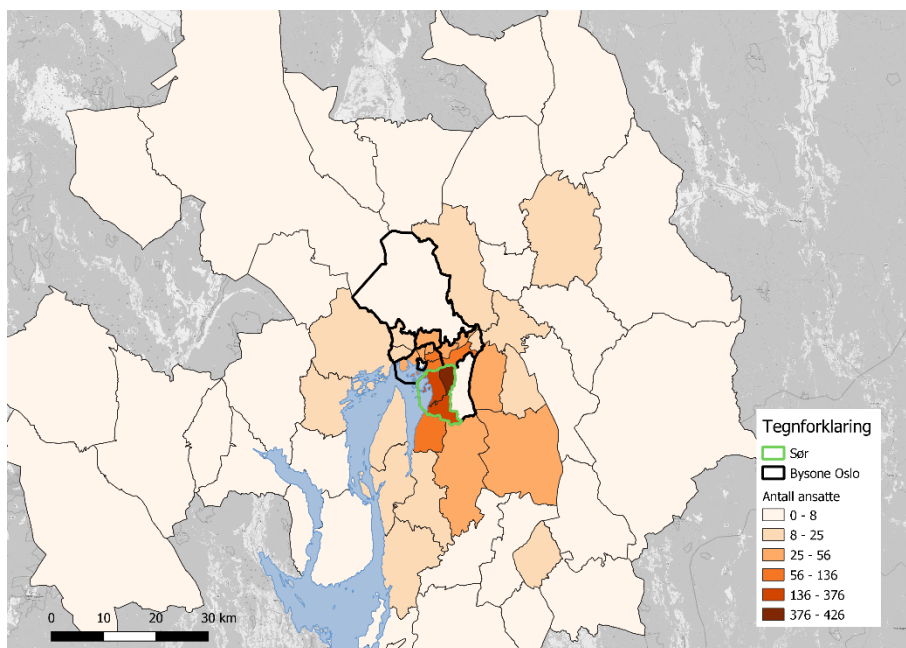 Tegnforklaring
Sør
Bysone Oslo
Antall ansatte
0 - 8
8 - 25
25 - 56
56 - 136
136 - 376
376 - 426
0 10 20 30 km